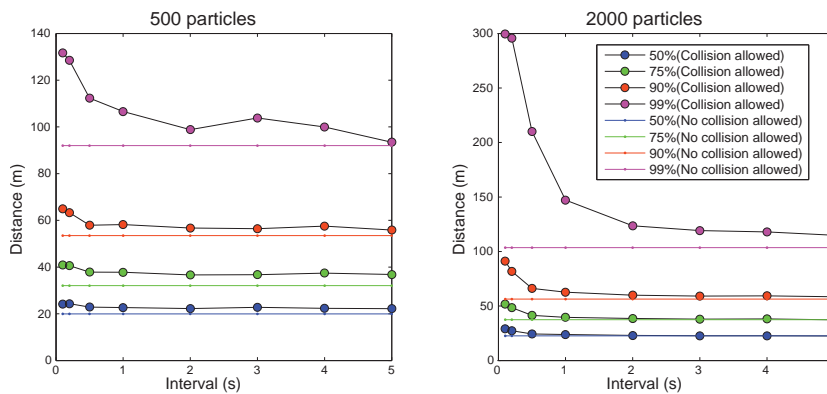 500 particles
140
120
100
80
60
40
20
0
Distance (m)
0 1 2 3 4 5
Interval (s)
2000 particles
300
250
200
150
100
50
0
Distance (m)
0 1 2 3 4
Interval (s)
50%(Collision allowed)
75%(Collision allowed)
90%(Collision allowed)
99%(Collision allowed)
50%(No collision allowed)
75%(No collision allowed)
90%(No collision allowed)
99%(No collision allowed)